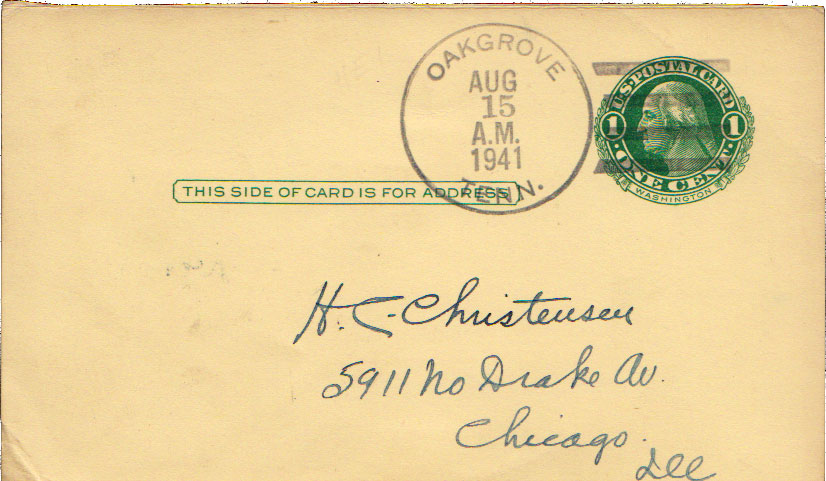 OAKGROVE
AUG
15
A.M.
1941
TENN.
U.S. POSTAL CARD
1 1
ONE CENT
WASHINGTON
THIS SIDE OF CARD IS FOR ADDRESS
H. C. Christensen
5911 No Drake Av.
Chicago.
Ill